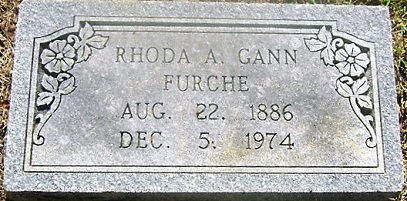 RHODA A. GANN
FURCHE
AUG. 22. 1886
DEC. 5. 1974